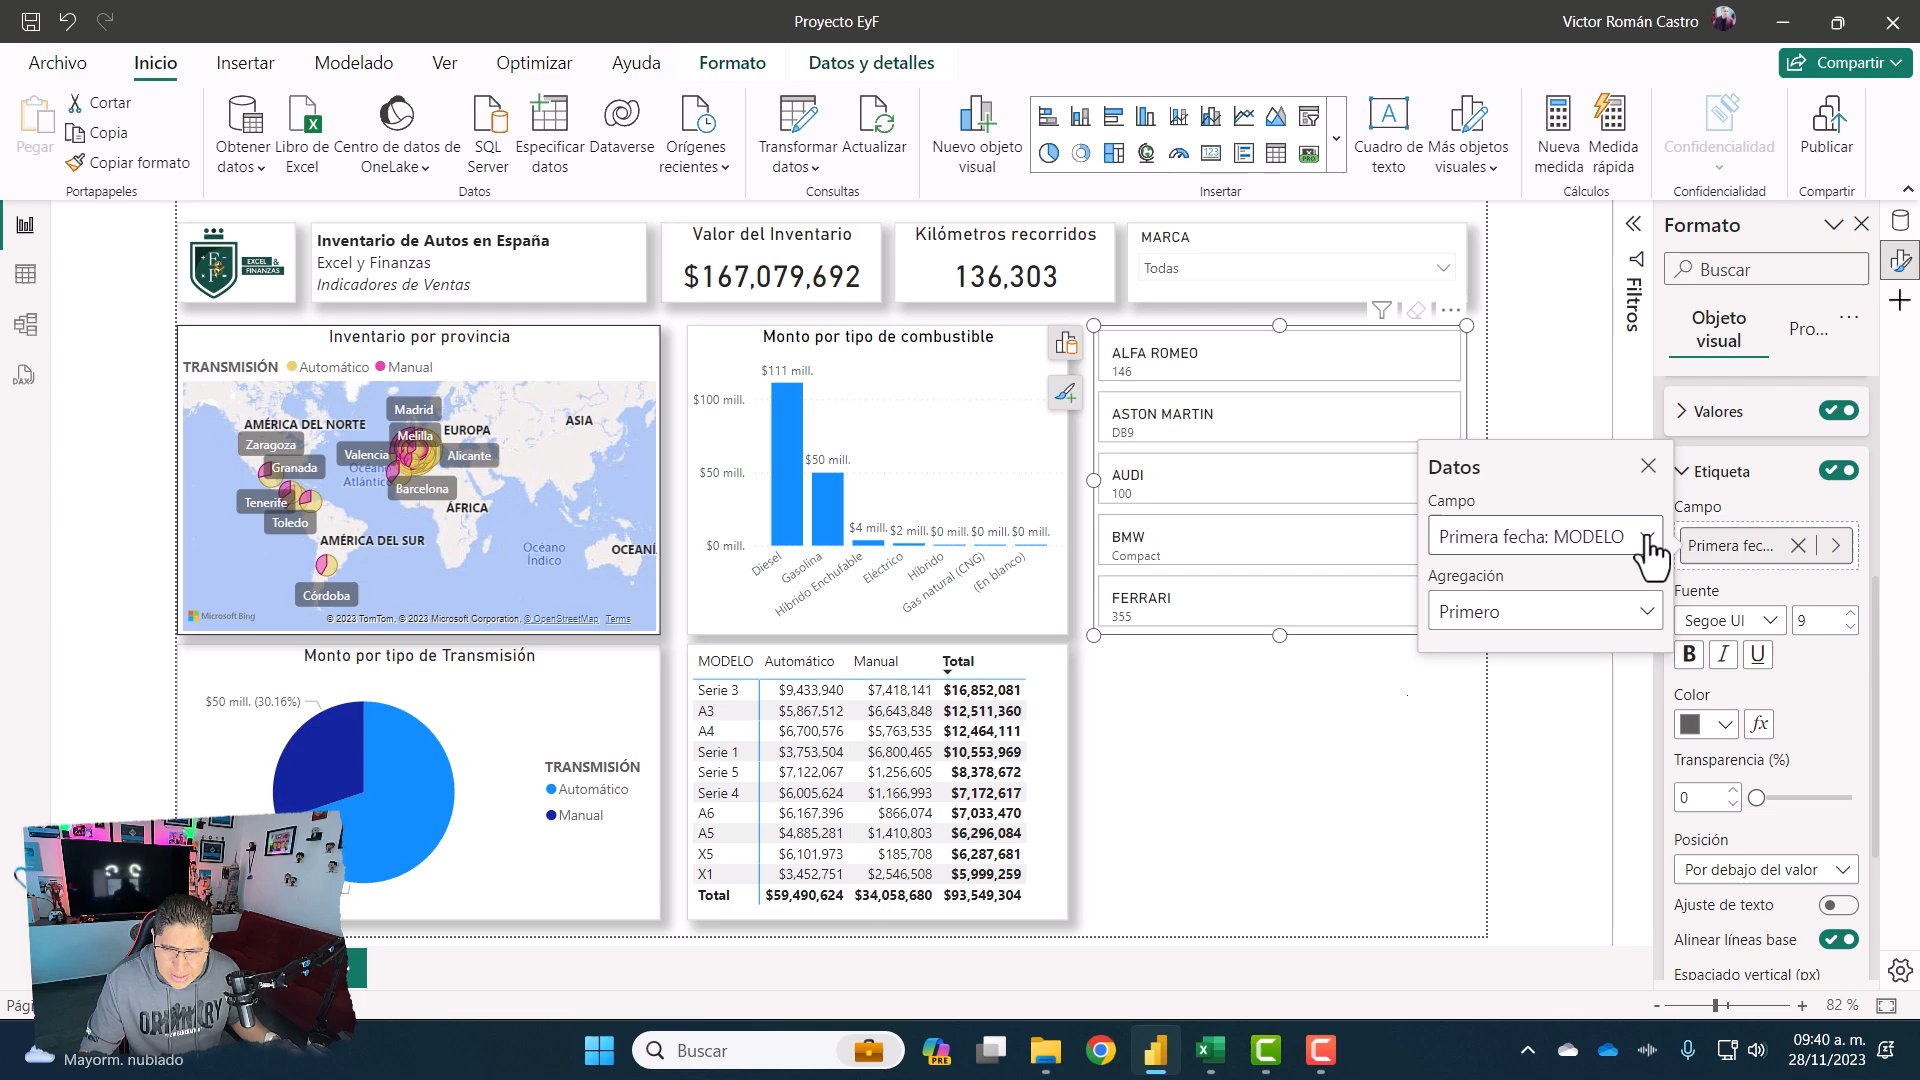 Proyecto EyF
Victor Román Castro
Archivo
Inicio
Insertar
Modelado
Ver
Optimizar
Ayuda
Formato
Datos y detalles
Compartir
Pegar
Cortar
Copia
Copiar formato
Portapapeles
Obtener datos
Libro de Excel
Centro de datos de OneLake
SQL Server
Especificar datos
Dataverse
Orígenes recientes
Datos
Transformar datos
Actualizar
Consultas
Nuevo objeto visual
Cuadro de texto
Más objetos visuales
Insertar
Nueva medida
Medida rápida
Cálculos
Confidencialidad
Confidencialidad
Publicar
Compartir
EXCEL & FINANZAS
Inventario de Autos en España
Excel y Finanzas
Indicadores de Ventas
Valor del Inventario
$167,079,692
Kilómetros recorridos
136,303
MARCA
Todas
Inventario por provincia
TRANSMISIÓN Automático Manual
Madrid
ASIA
AMÉRICA DEL NORTE
EUROPA
Melilla
Zaragoza
Valencia
Alicante
Granada
Océano
Atlántico
Barcelona
Tenerife
ÁFRICA
Toledo
AMÉRICA DEL SUR
Océano
Índico
OCEANI
Córdoba
Microsoft Bing
© 2023 TomTom, © 2023 Microsoft Corporation, © OpenStreetMap Terms
Monto por tipo de combustible
$111 mill.
$100 mill.
$50 mill.
$50 mill.
$4 mill. $2 mill. $0 mill. $0 mill. $0 mill.
$0 mill.
Diesel
Gasolina
Híbrido Enchufable
Eléctrico
Híbrido
Gas natural (CNG)
(En blanco)
ALFA ROMEO
146
ASTON MARTIN
DB9
AUDI
100
BMW
Compact
FERRARI
355
Monto por tipo de Transmisión
$50 mill. (30.16%)
TRANSMISIÓN
Automático
Manual
MODELO Automático Manual Total
Serie 3 $9,433,940 $7,418,141 $16,852,081
A3 $5,867,512 $6,643,848 $12,511,360
A4 $6,700,576 $5,763,535 $12,464,111
Serie 1 $3,753,504 $6,800,465 $10,553,969
Serie 5 $7,122,067 $1,256,605 $8,378,672
Serie 4 $6,005,624 $1,166,993 $7,172,617
A6 $6,167,396 $866,074 $7,033,470
A5 $4,885,281 $1,410,803 $6,296,084
X5 $6,101,973 $185,708 $6,287,681
X1 $3,452,751 $2,546,508 $5,999,259
Total $59,490,624 $34,058,680 $93,549,304
Datos
Campo
Primera fecha: MODELO
Agregación
Primero
Filtros
Formato
Buscar
Objeto visual
Pro...
Valores
Etiqueta
Campo
Primera fec...
Fuente
Segoe UI
9
B I U
Color
fx
Transparencia (%)
0
Posición
Por debajo del valor
Ajuste de texto
Alinear líneas base
Espaciado vertical (px)
DAX
Pági
82 %
Mayorm. nublado
Buscar
PRE
09:40 a. m.
28/11/2023